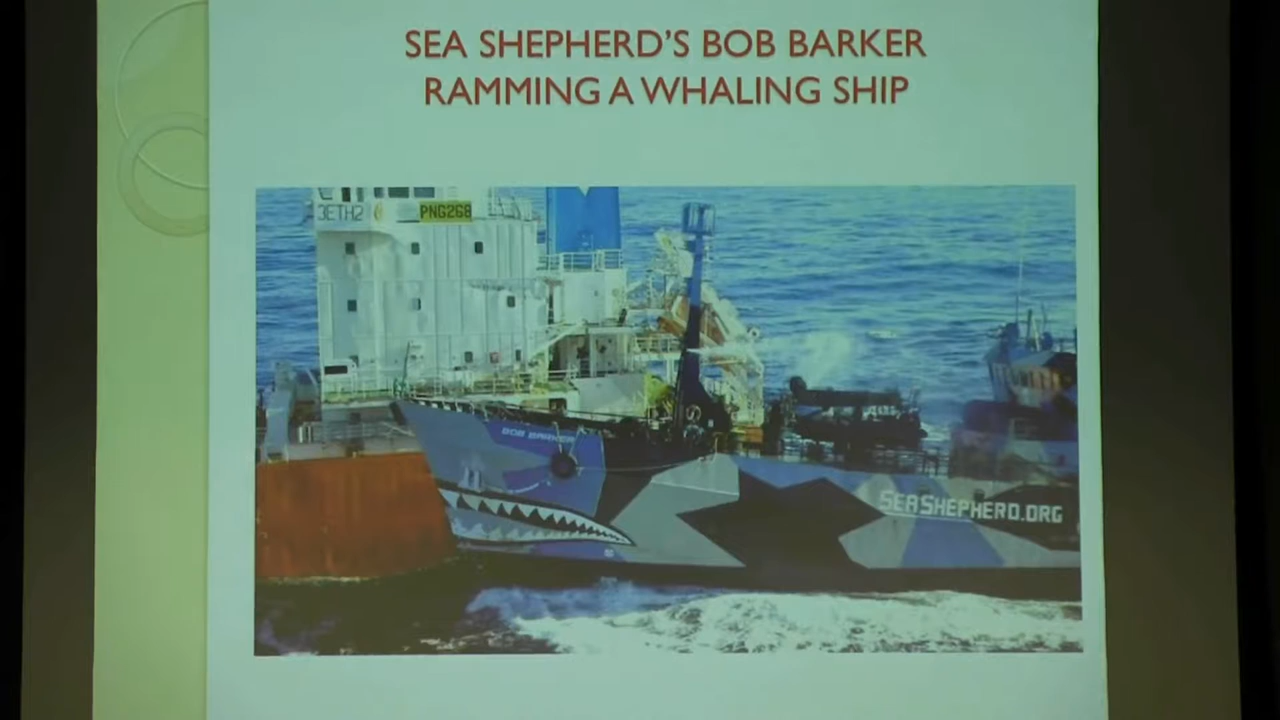 SEA SHEPHERD'S BOB BARKER
RAMMING A WHALING SHIP
3ETH2
PNG268
BOB BARKER
SEASHEPHERD.ORG